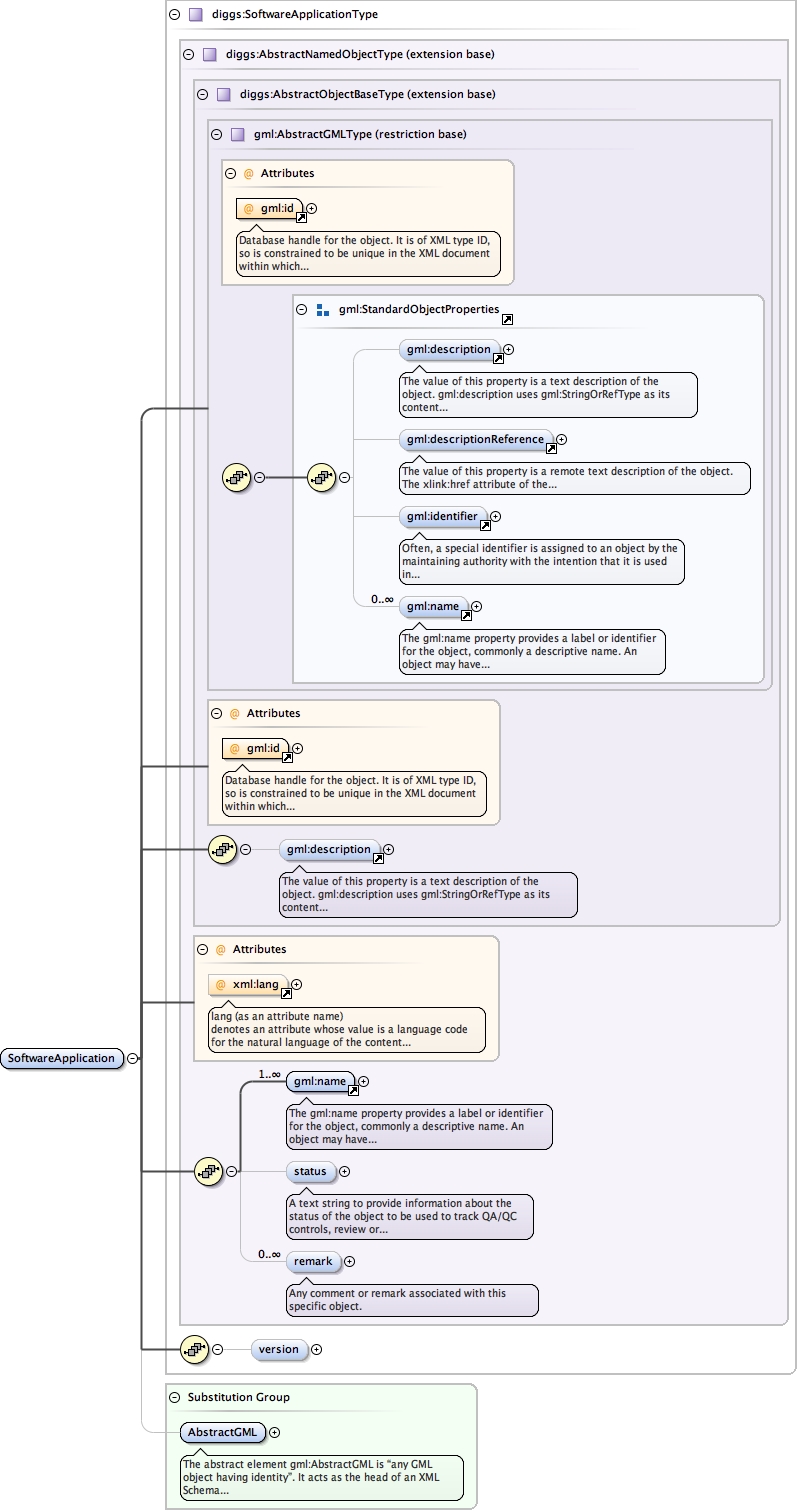 diggs:SoftwareApplicationType
diggs:AbstractNamedObjectType (extension base)
diggs:AbstractObjectBaseType (extension base)
gml:AbstractGMLType (restriction base)
@ Attributes
@ gml:id
Database handle for the object. It is of XML type ID,
so is constrained to be unique in the XML document
within which...
gml:StandardObjectProperties
gml:description
The value of this property is a text description of the
object. gml:description uses gml:StringOrRefType as its
content...
gml:descriptionReference
The value of this property is a remote text description of the object.
The xlink:href attribute of the...
gml:identifier
Often, a special identifier is assigned to an object by the
maintaining authority with the intention that it is used
in...
0..∞
gml:name
The gml:name property provides a label or identifier
for the object, commonly a descriptive name. An
object may have...
@ Attributes
@ gml:id
Database handle for the object. It is of XML type ID,
so is constrained to be unique in the XML document
within which...
gml:description
The value of this property is a text description of the
object. gml:description uses gml:StringOrRefType as its
content...
@ Attributes
@ xml:lang
lang (as an attribute name)
denotes an attribute whose value is a language code
for the natural language of the content...
SoftwareApplication
1..∞
gml:name
The gml:name property provides a label or identifier
for the object, commonly a descriptive name. An
object may have...
status
A text string to provide information about the
status of the object to be used to track QA/QC
controls, review or...
0..∞
remark
Any comment or remark associated with this
specific object.
version
Substitution Group
AbstractGML
The abstract element gml:AbstractGML is “any GML
object having identity”. It acts as the head of an XML
Schema...